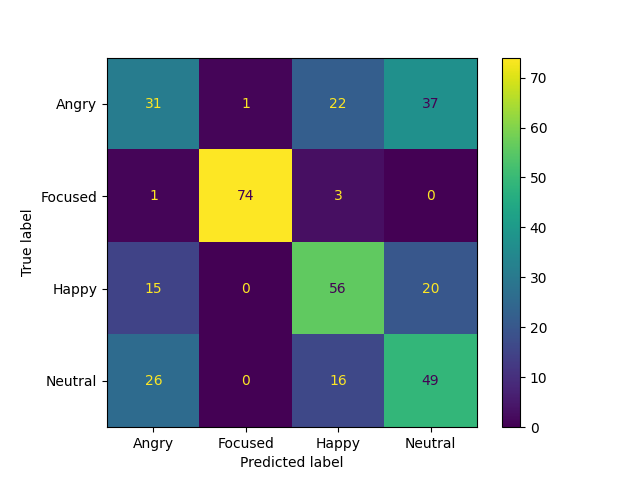 Angry 31 1 22 37
Focused 1 74 3 0
Happy 15 0 56 20
Neutral 26 0 16 49
Angry Focused Happy Neutral
Predicted label
True label
70
60
50
40
30
20
10
0